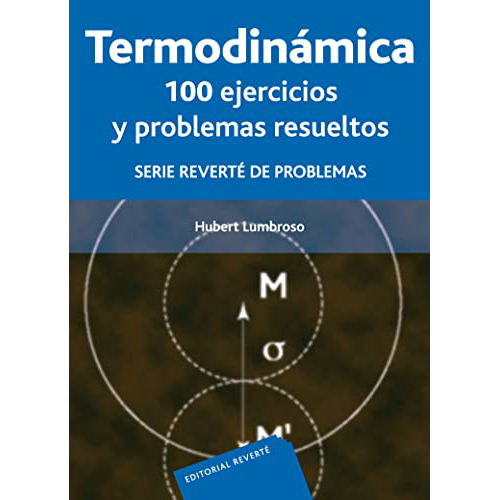 Termodinámica
100 ejercicios
y problemas resueltos
SERIE REVERTÉ DE PROBLEMAS
Hubert Lumbroso
M
σ
M'
EDITORIAL REVERTÉ